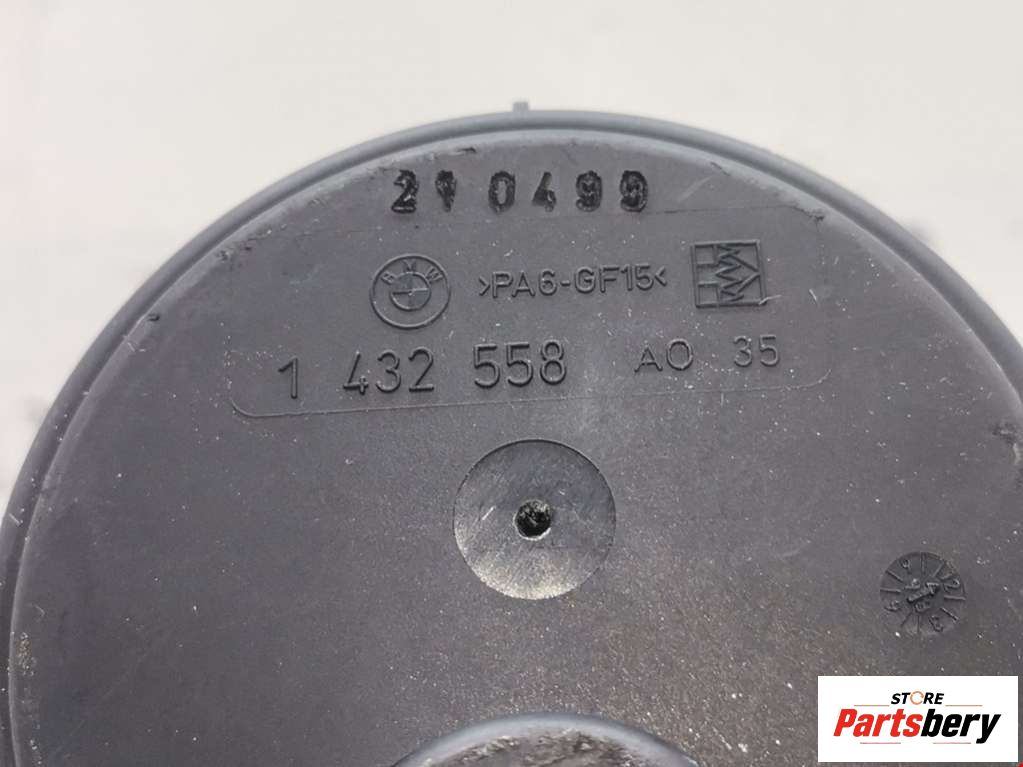 210499
BMW >PA6-GF15<
1 432 558 AO 35
STORE
Partsbery